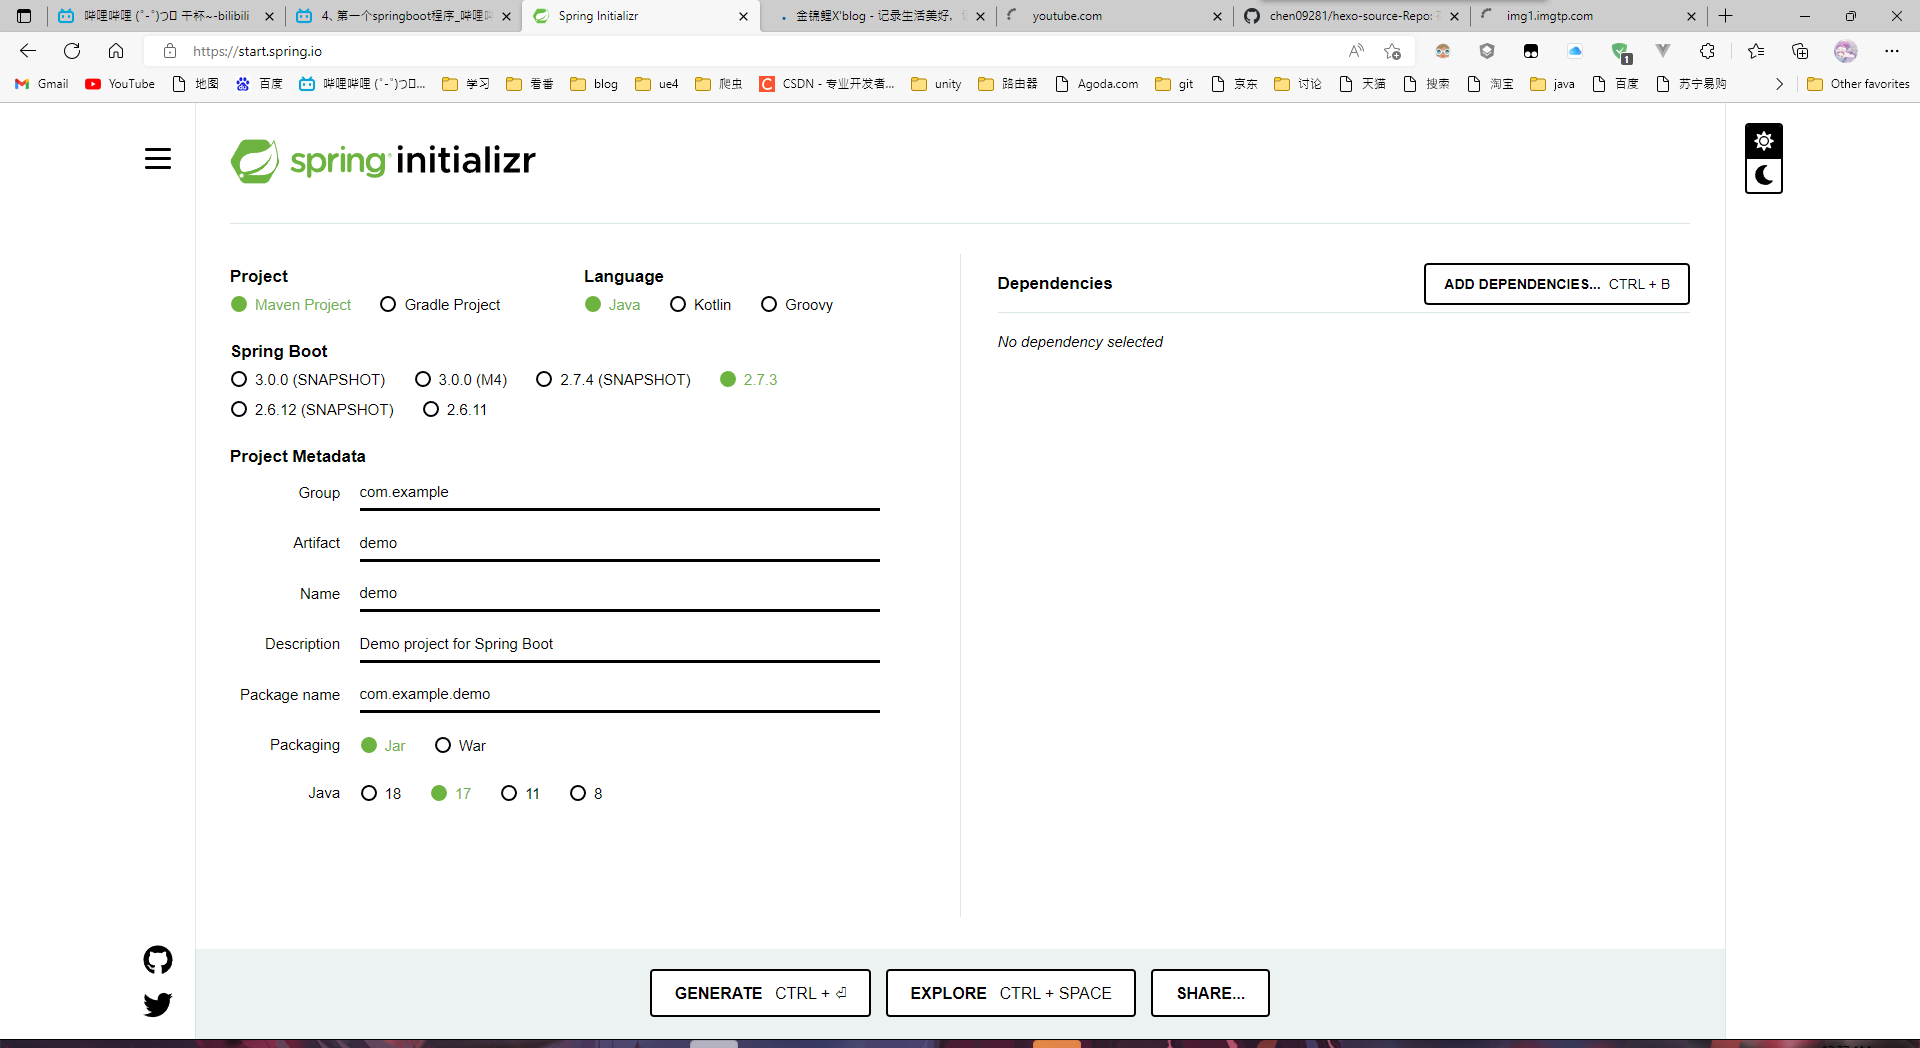 哔哩哔哩 (゜-゜)つロ 干杯~-bilibili
4、第一个springboot程序_哔哩哔
Spring Initializr
金锦鲤X'blog - 记录生活美好,
youtube.com
chen09281/hexo-source-Repo:
img1.imgtp.com
https://start.spring.io
1
Gmail
YouTube
地图
百度
哔哩哔哩 (゜-゜)つロ...
学习
看番
blog
ue4
爬虫
CSDN - 专业开发者...
unity
路由器
Agoda.com
git
京东
讨论
天猫
搜索
淘宝
java
百度
苏宁易购
Other favorites
spring initializr
Project
Maven Project
Gradle Project
Language
Java
Kotlin
Groovy
Spring Boot
3.0.0 (SNAPSHOT)
3.0.0 (M4)
2.7.4 (SNAPSHOT)
2.7.3
2.6.12 (SNAPSHOT)
2.6.11
Project Metadata
Group com.example
Artifact demo
Name demo
Description Demo project for Spring Boot
Package name com.example.demo
Packaging Jar War
Java 18 17 11 8
Dependencies
ADD DEPENDENCIES... CTRL + B
No dependency selected
GENERATE CTRL + ⏎
EXPLORE CTRL + SPACE
SHARE...